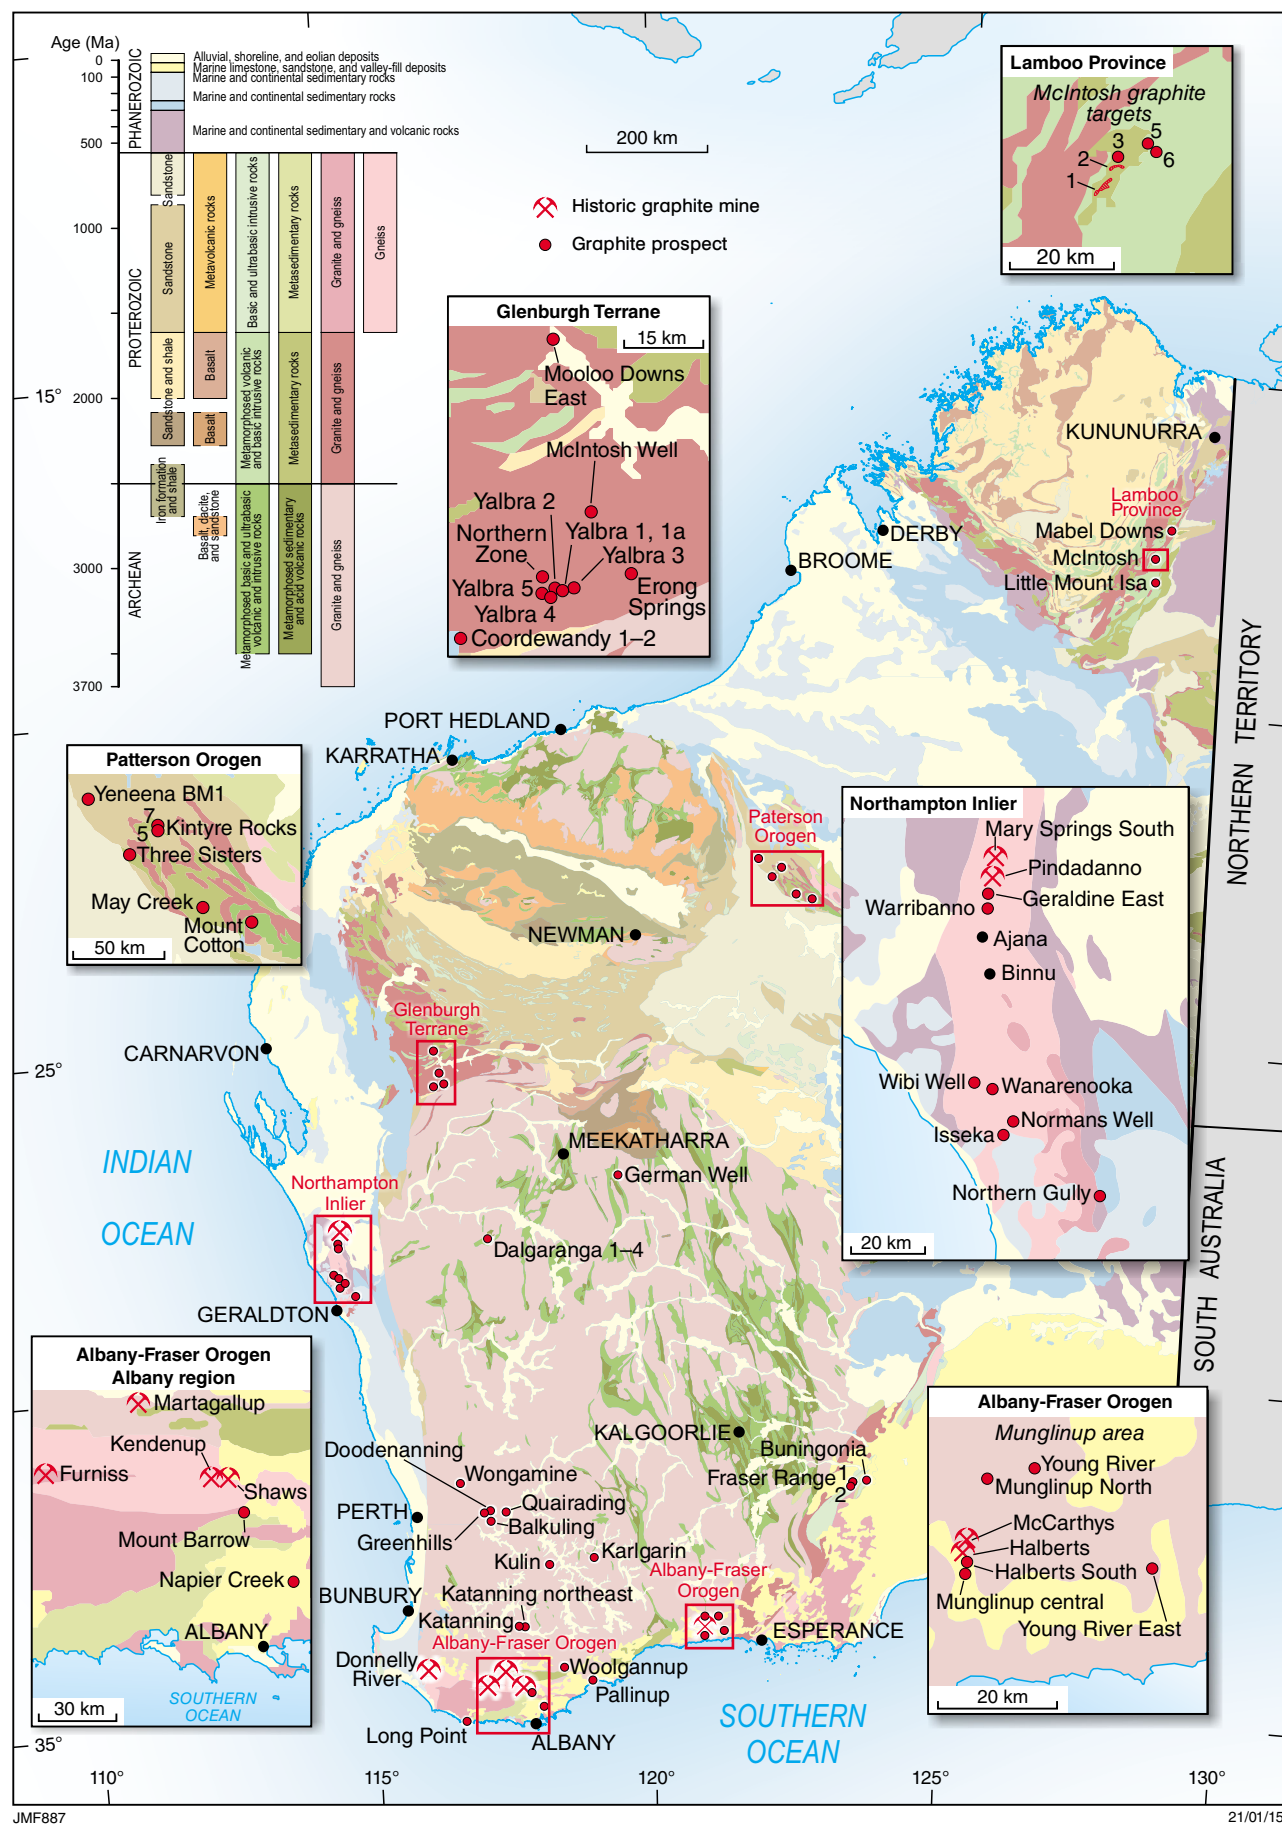 Age (Ma)
0
100
500
1000
2000
3000
3700
PHANEROZOIC
PROTEROZOIC
ARCHEAN
Alluvial, shoreline, and eolian deposits
Marine limestone, sandstone, and valley-fill deposits
Marine and continental sedimentary rocks
Marine and continental sedimentary rocks
Marine and continental sedimentary and volcanic rocks
Sandstone
Sandstone
Sandstone and shale
Iron formation
and shale
Metavolcanic rocks
Basalt
Basalt
Basalt, dacite,
and sandstone
Basic and ultrabasic intrusive rocks
Metamorphosed volcanic
and basic intrusive rocks
Metamorphosed basic and ultrabasic
volcanic and intrusive rocks
Metasedimentary rocks
Metasedimentary rocks
Metamorphosed sedimentary
and acid volcanic rocks
Granite and gneiss
Granite and gneiss
Granite and gneiss
Gneiss
200 km
Historic graphite mine
Graphite prospect
Lamboo Province
McIntosh graphite
targets
5
3
6
2
1
20 km
Glenburgh Terrane
15 km
Mooloo Downs
East
McIntosh Well
Yalbra 2
Northern
Zone
Yalbra 1, 1a
Yalbra 3
Yalbra 5
Erong
Springs
Yalbra 4
Coordewandy 1–2
15°
KUNUNURRA
Lamboo
Province
Mabel Downs
McIntosh
Little Mount Isa
DERBY
BROOME
NORTHERN TERRITORY
PORT HEDLAND
KARRATHA
Patterson Orogen
Yeneena BM1
7
5
Kintyre Rocks
Three Sisters
May Creek
Mount
Cotton
50 km
Paterson
Orogen
NEWMAN
Northampton Inlier
Mary Springs South
Pindadanno
Geraldine East
Warribanno
Ajana
Binnu
Wibi Well
Wanarenooka
Normans Well
Isseka
Northern Gully
20 km
Glenburgh
Terrane
CARNARVON
25°
MEEKATHARRA
German Well
INDIAN
OCEAN
Northampton
Inlier
Dalgaranga 1–4
SOUTH AUSTRALIA
GERALDTON
Albany-Fraser Orogen
Albany region
Martagallup
Kendenup
Furniss
Shaws
Mount Barrow
Napier Creek
ALBANY
SOUTHERN
OCEAN
30 km
KALGOORLIE
Doodenanning
Wongamine
Buningonia
Fraser Range
1
2
Quairading
PERTH
Balkuling
Greenhills
Karlgarin
Kulin
Albany-Fraser
Orogen
BUNBURY
Katanning northeast
Katanning
ESPERANCE
Albany-Fraser Orogen
Donnelly
River
Woolgannup
Pallinup
Long Point
ALBANY
SOUTHERN
OCEAN
Albany-Fraser Orogen
Munglinup area
Young River
Munglinup North
McCarthys
Halberts
Halberts South
Munglinup central
Young River East
20 km
35°
110°
115°
120°
125°
130°
JMF887
21/01/15